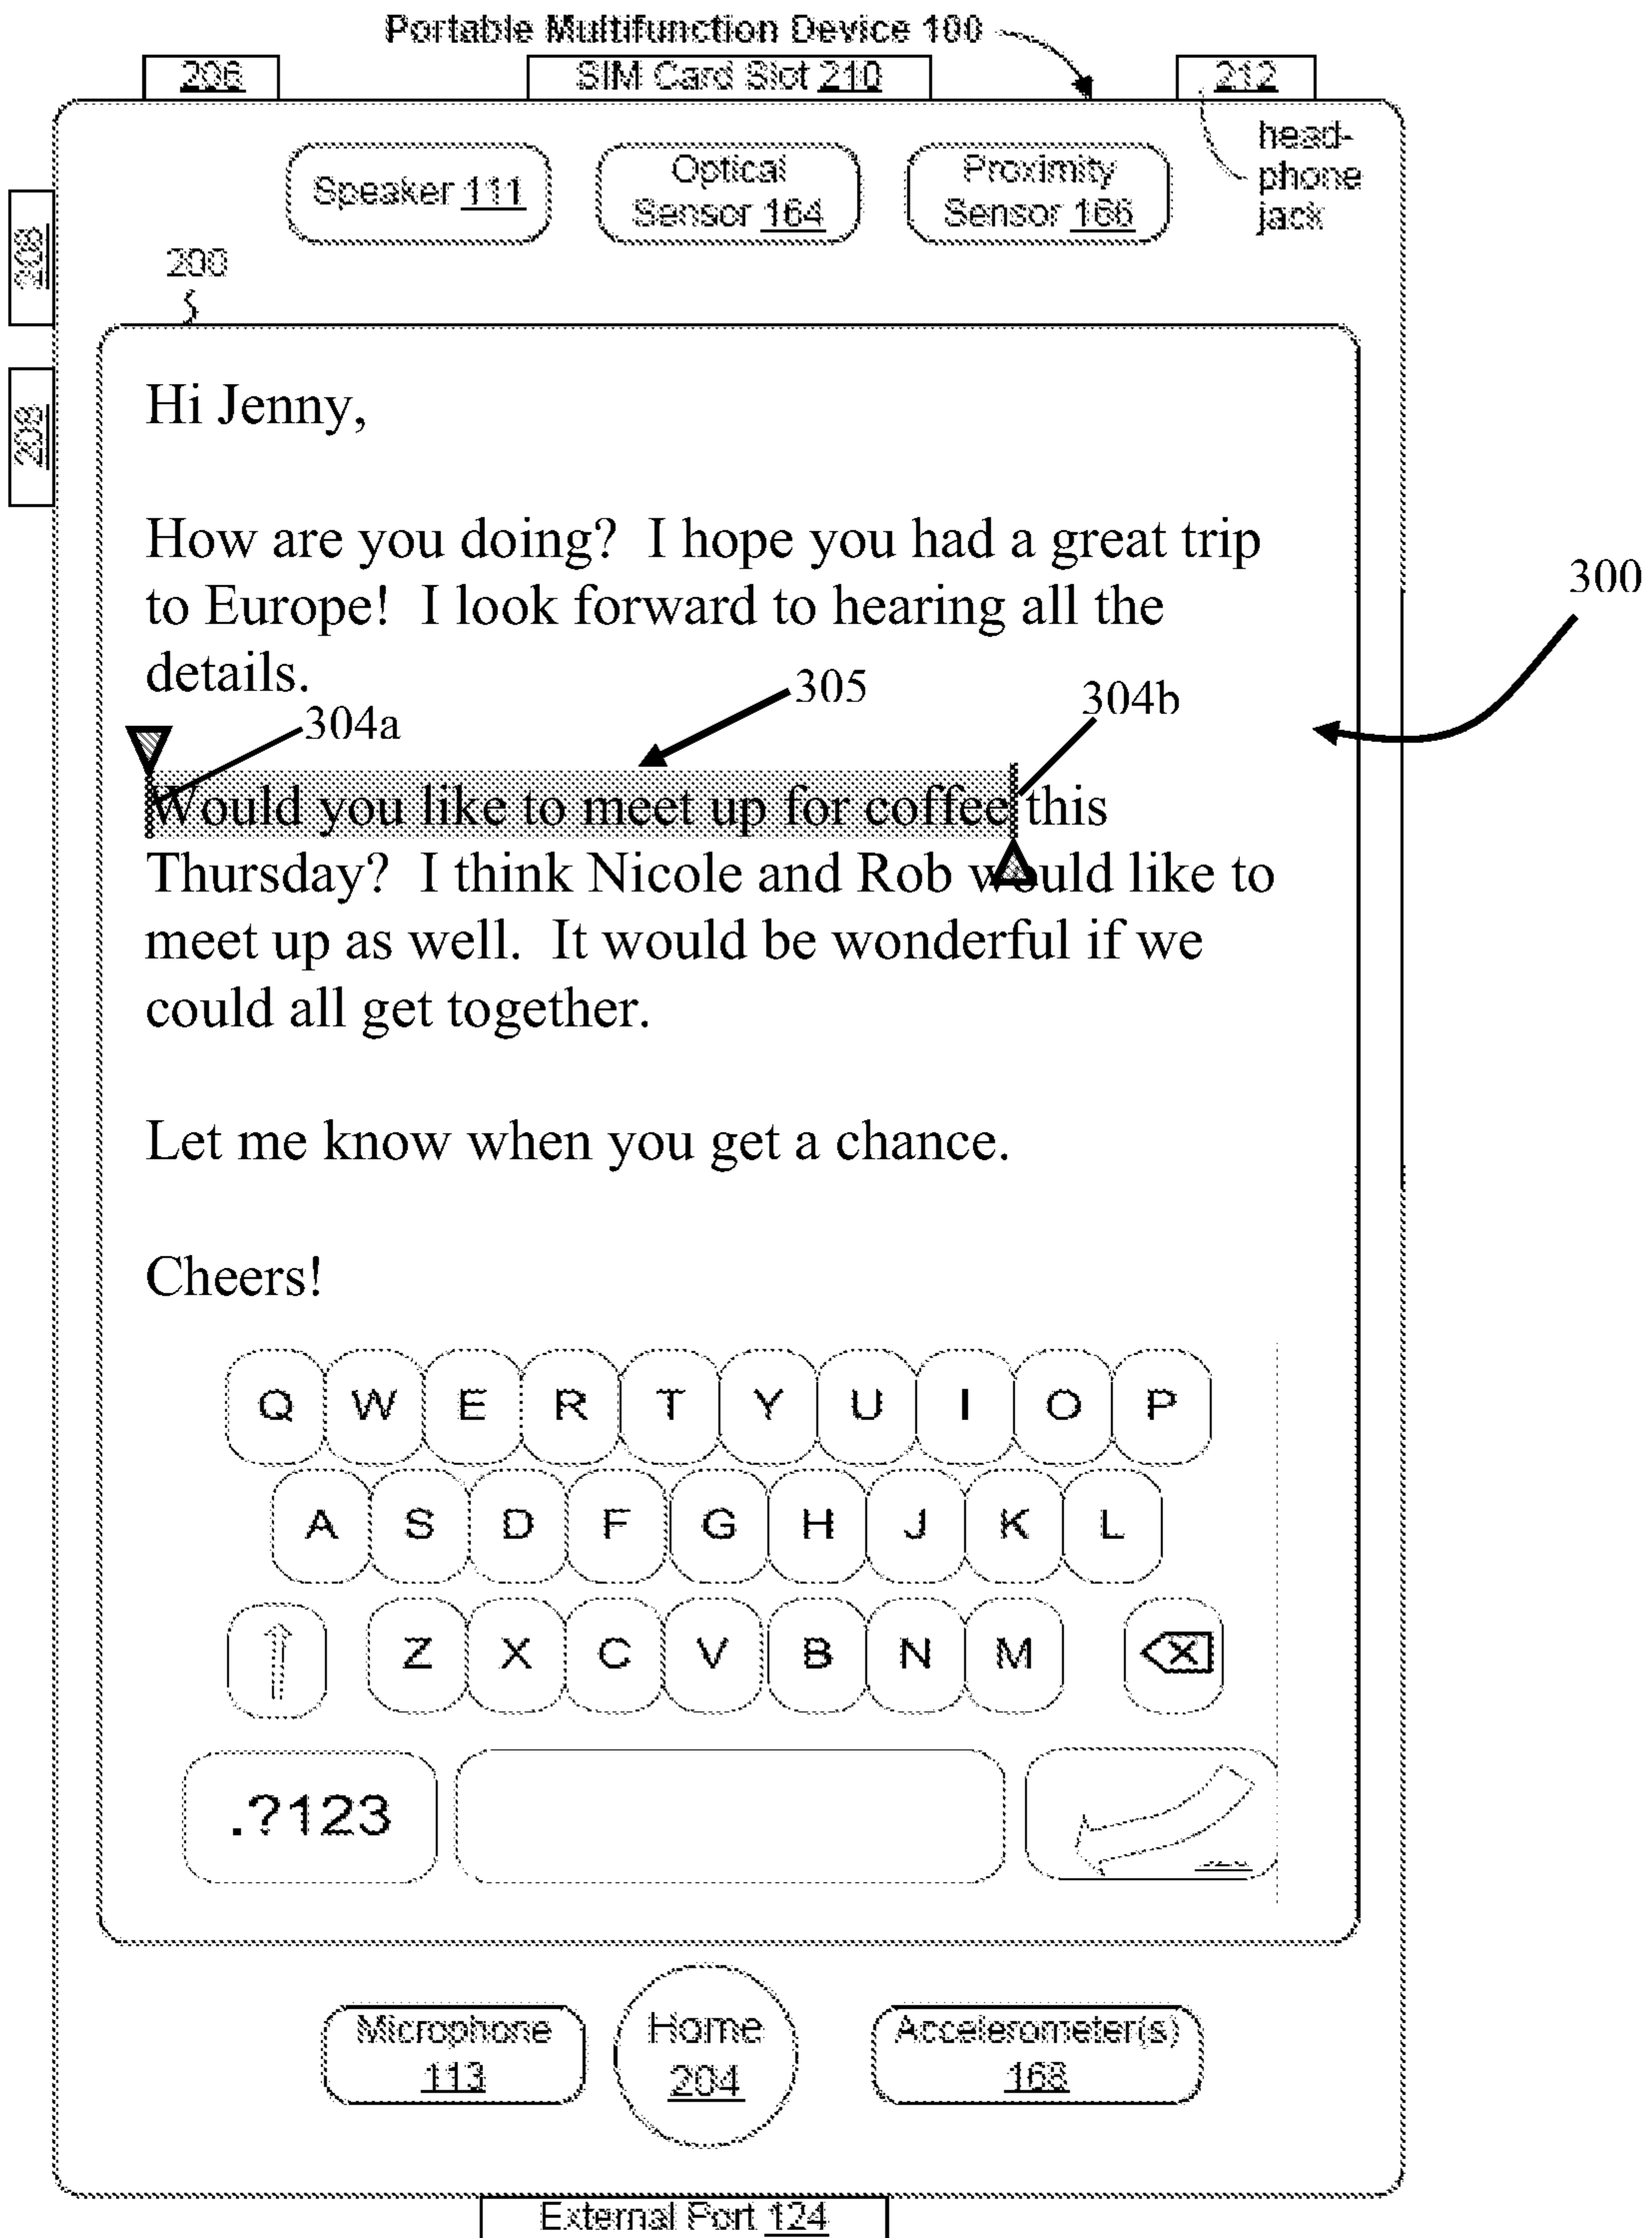 Portable Multifunction Device 100
206
SIM Card Slot 210
212
head-
phone
jack
Speaker 111
Optical
Sensor 164
Proximity
Sensor 166
208
200
208
Hi Jenny,
How are you doing?  I hope you had a great trip
to Europe!  I look forward to hearing all the
details.
300
305
304b
304a
Would you like to meet up for coffee this
Thursday?  I think Nicole and Rob would like to
meet up as well.  It would be wonderful if we
could all get together.
Let me know when you get a chance.
Cheers!
Q W E R T Y U I O P
A S D F G H J K L
Z X C V B N M
.?123
Microphone
113
Home
204
Accelerometer(s)
168
External Port 124